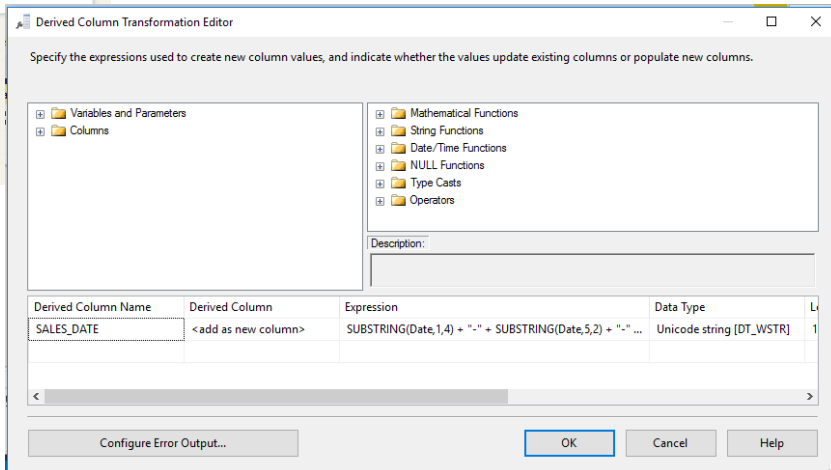 Derived Column Transformation Editor
Specify the expressions used to create new column values, and indicate whether the values update existing columns or populate new columns.
Variables and Parameters
Columns
Mathematical Functions
String Functions
Date/Time Functions
NULL Functions
Type Casts
Operators
Description:
Derived Column Name Derived Column Expression Data Type
SALES_DATE <add as new column> SUBSTRING(Date,1,4) + "-" + SUBSTRING(Date,5,2) + "-" ... Unicode string [DT_WSTR] 1
Configure Error Output... OK Cancel Help